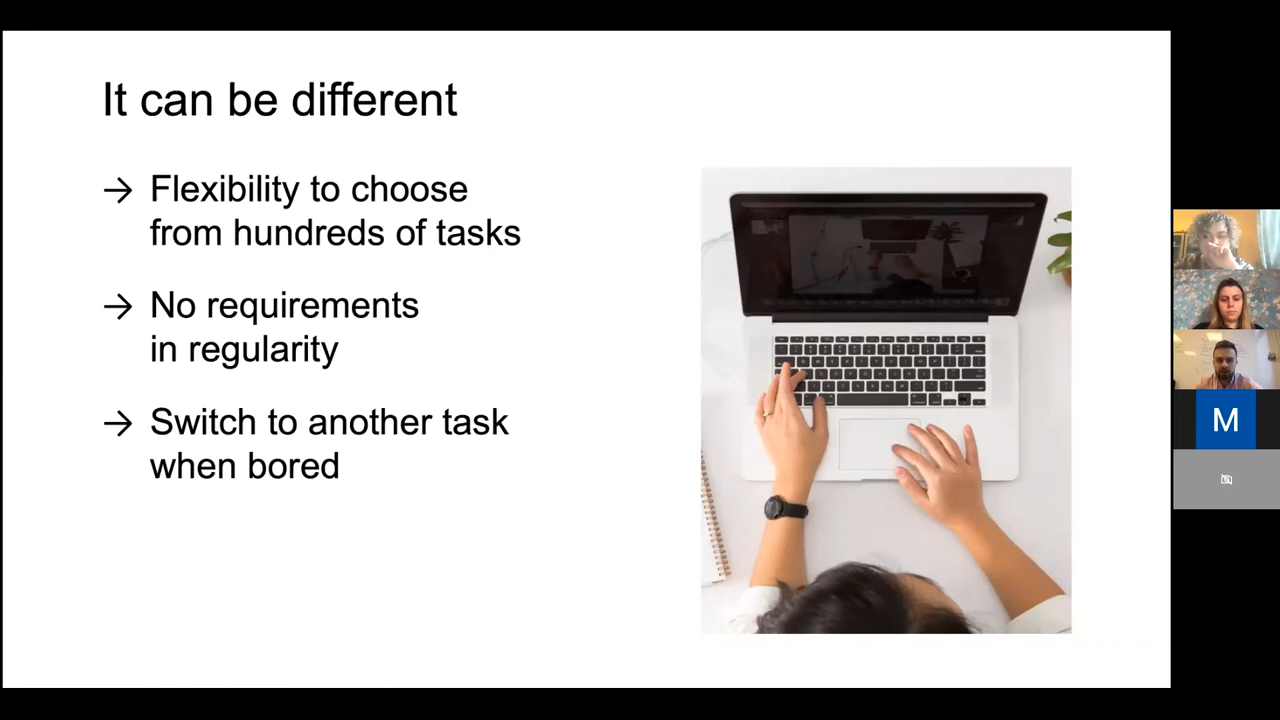 It can be different
→ Flexibility to choose
from hundreds of tasks
→ No requirements
in regularity
→ Switch to another task
when bored
M